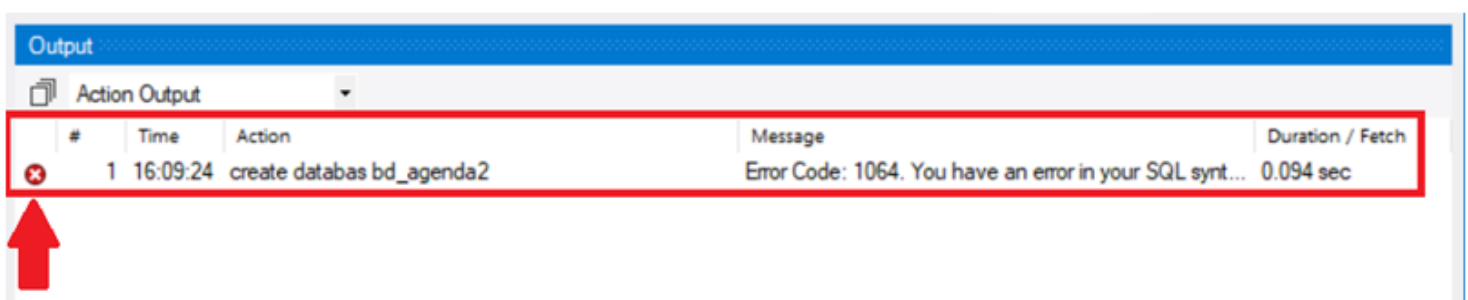 Output
Action Output
# Time Action Message Duration / Fetch
1 16:09:24 create databas bd_agenda2 Error Code: 1064. You have an error in your SQL synt... 0.094 sec